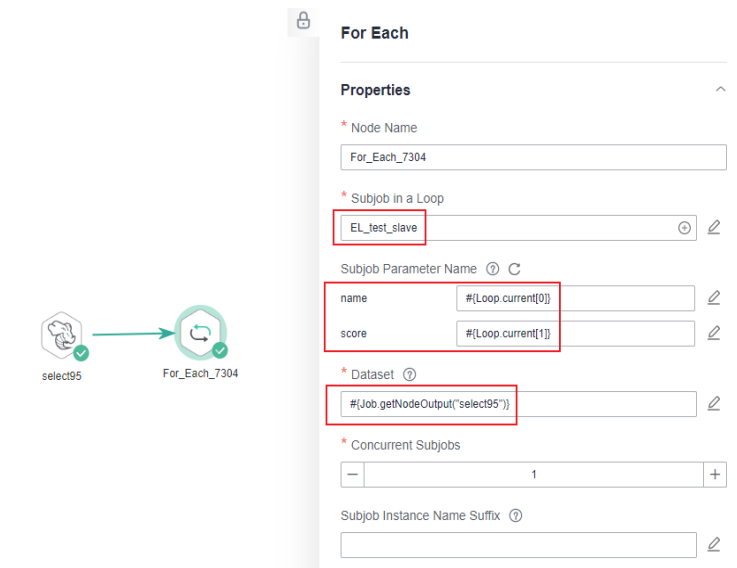 For Each
Properties
* Node Name
For_Each_7304
* Subjob in a Loop
EL_test_slave
Subjob Parameter Name
name
#{Loop.current[0]}
score
#{Loop.current[1]}
* Dataset
#{Job.getNodeOutput("select95")}
* Concurrent Subjobs
1
Subjob Instance Name Suffix
select95
For_Each_7304